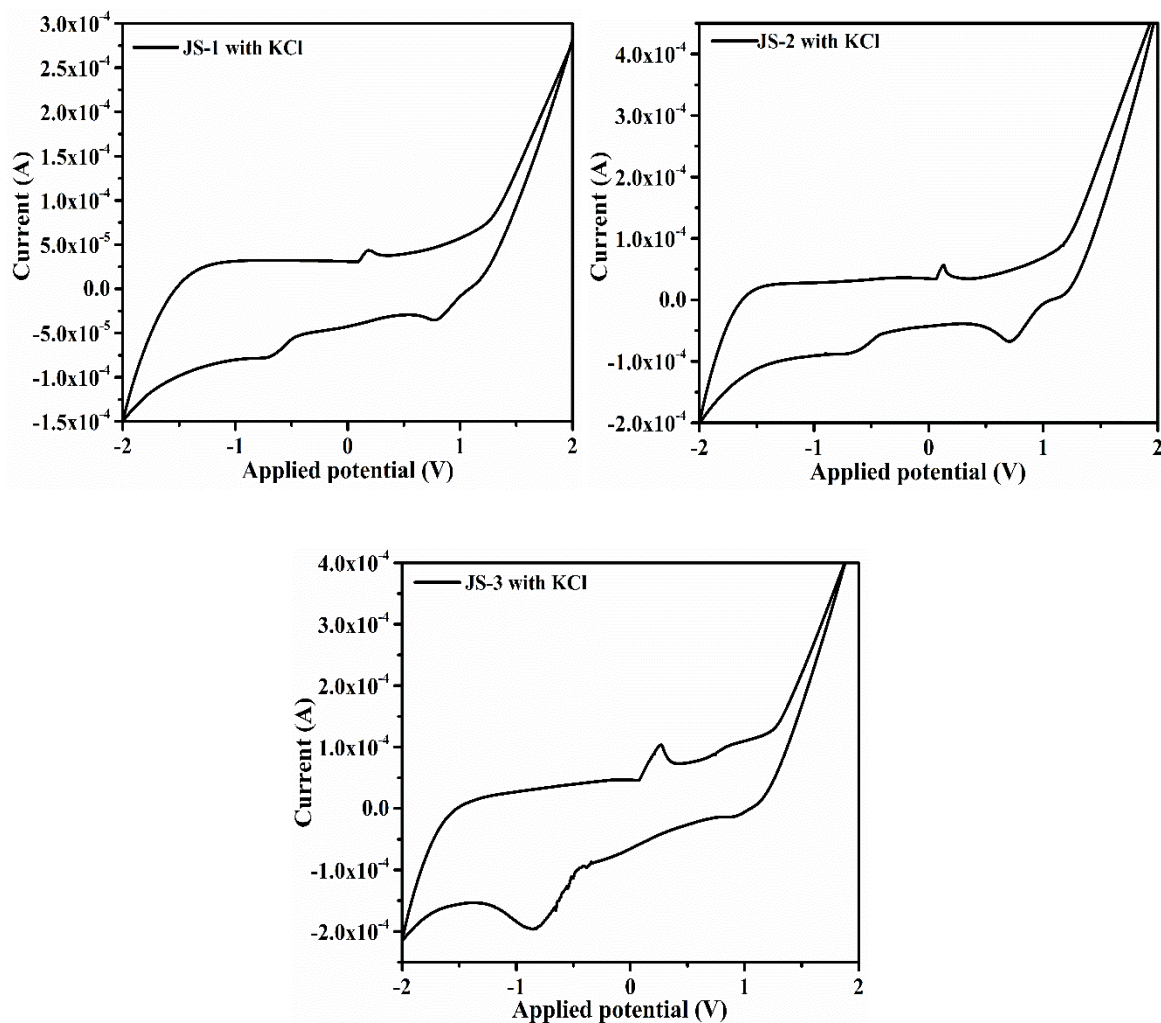 JS-1 with KCl
3.0x10⁻⁴
2.5x10⁻⁴
2.0x10⁻⁴
1.5x10⁻⁴
1.0x10⁻⁴
5.0x10⁻⁵
0.0
-5.0x10⁻⁵
-1.0x10⁻⁴
-1.5x10⁻⁴
Current (A)
-2 -1 0 1 2
Applied potential (V)
JS-2 with KCl
4.0x10⁻⁴
2.0x10⁻⁴
1.0x10⁻⁴
0.0
-1.0x10⁻⁴
-2.0x10⁻⁴
Current (A)
-2 -1 0 1 2
Applied potential (V)
JS-3 with KCl
4.0x10⁻⁴
3.0x10⁻⁴
2.0x10⁻⁴
1.0x10⁻⁴
0.0
-1.0x10⁻⁴
-2.0x10⁻⁴
Current (A)
-2 -1 0 1 2
Applied potential (V)